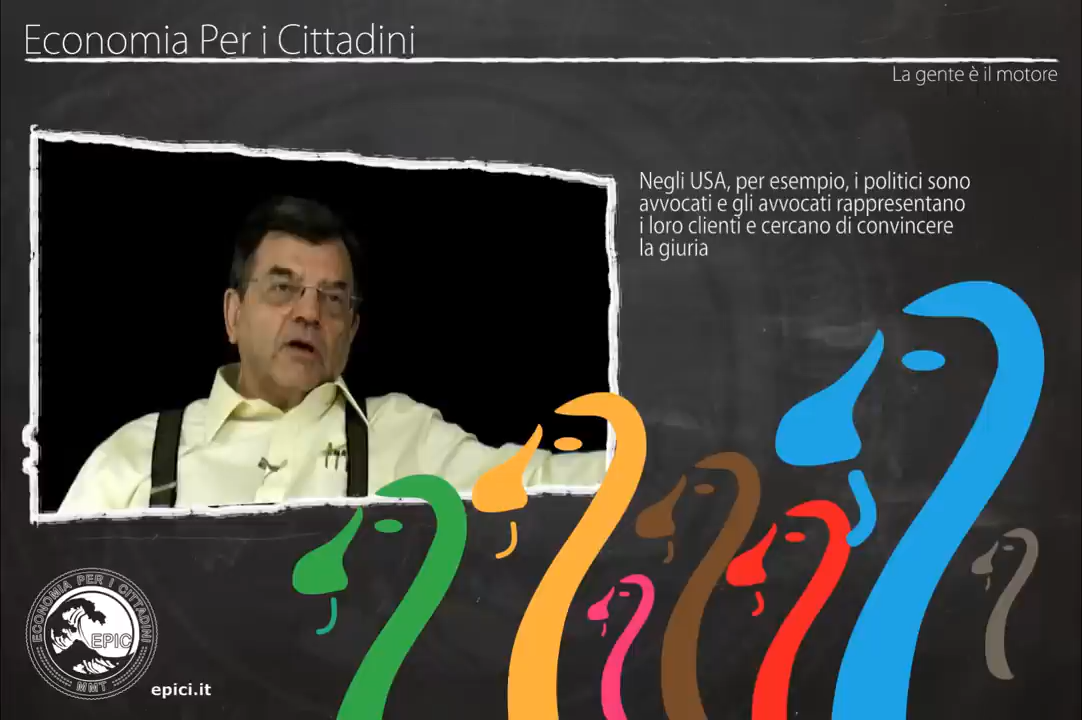 Economia Per i Cittadini
La gente è il motore
Negli USA, per esempio, i politici sono
avvocati e gli avvocati rappresentano
i loro clienti e cercano di convincere
la giuria
ECONOMIA PER I CITTADINI
EPIC
MMT
epici.it